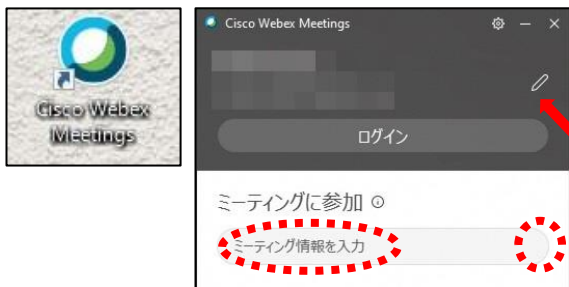 Cisco Webex
Meetings
Cisco Webex Meetings
ログイン
ミーティングに参加
ミーティング情報を入力